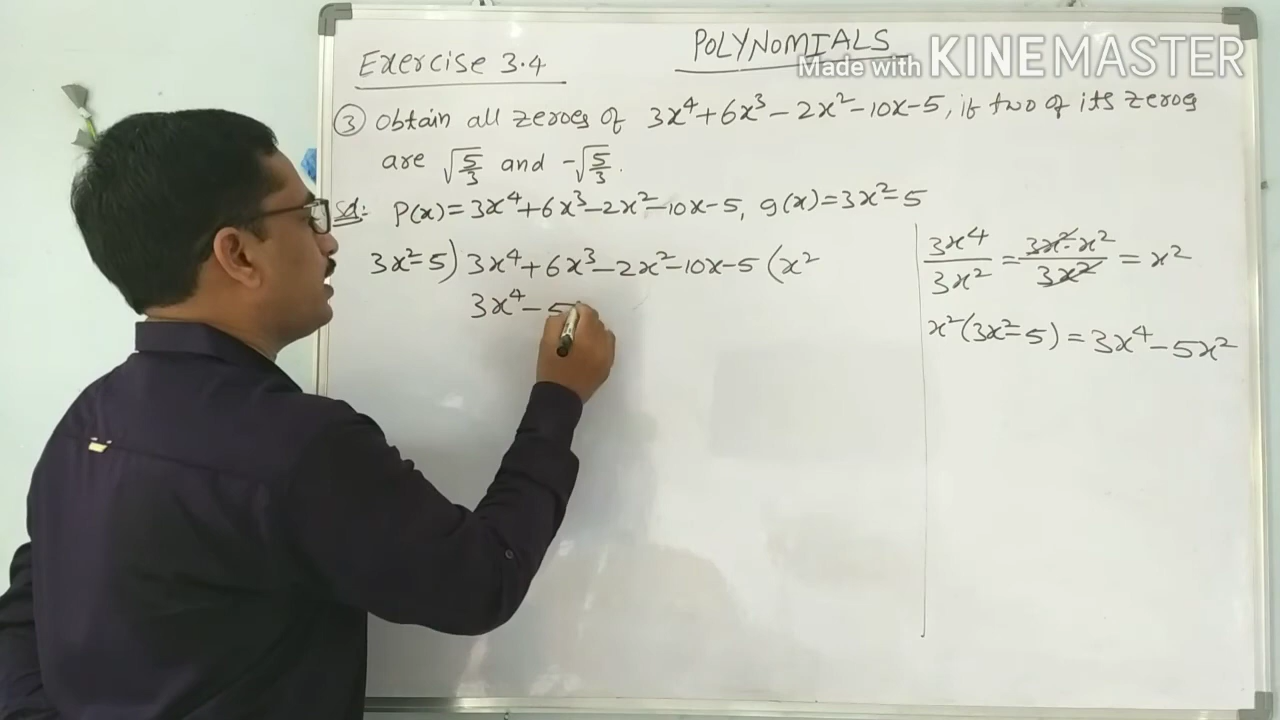 POLYNOMIALS
Made with KINEMASTER
Exercise 3.4
③ Obtain all zeroes of 3x⁴+6x³-2x²-10x-5, if two of its zeros
are √5/3 and -√5/3.
Sol: P(x)=3x⁴+6x³-2x²-10x-5, g(x)=3x²-5
3x²-5) 3x⁴+6x³-2x²-10x-5 (x²
3x⁴-5
3x⁴/3x² = 3x²·x²/3x² = x²
x²(3x²-5)=3x⁴-5x²